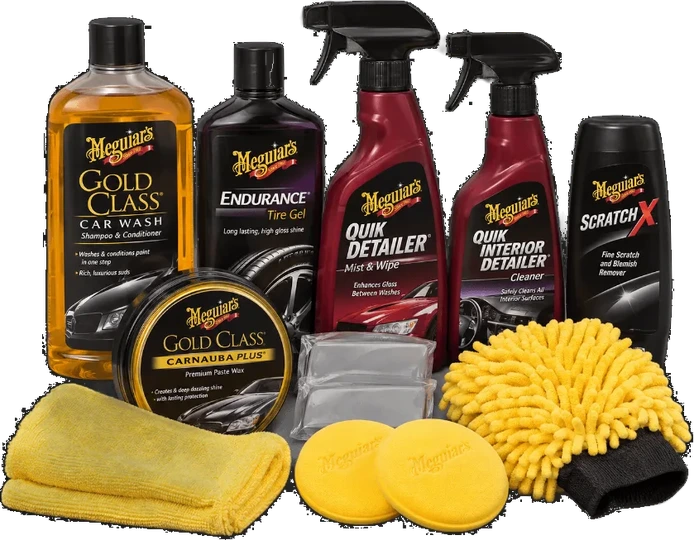 Meguiar's
GOLD
CLASS®
CAR WASH
Shampoo & Conditioner
• Washes & conditions paint
in one step
• Rich, luxurious suds
Meguiar's
ENDURANCE®
Tire Gel
Long lasting, high gloss shine
Meguiar's
QUIK
DETAILER®
Mist & Wipe
Enhances Gloss
Between Washes
Meguiar's
QUIK
INTERIOR
DETAILER®
Cleaner
Safely Cleans All
Interior Surfaces
Meguiar's
SCRATCHX
Fine Scratch
and Blemish
Remover
Meguiar's
GOLD CLASS®
CARNAUBA PLUS®
Premium Paste Wax
• Creates a deep dazzling shine
• with lasting protection
Meguiar's
Meguiar's